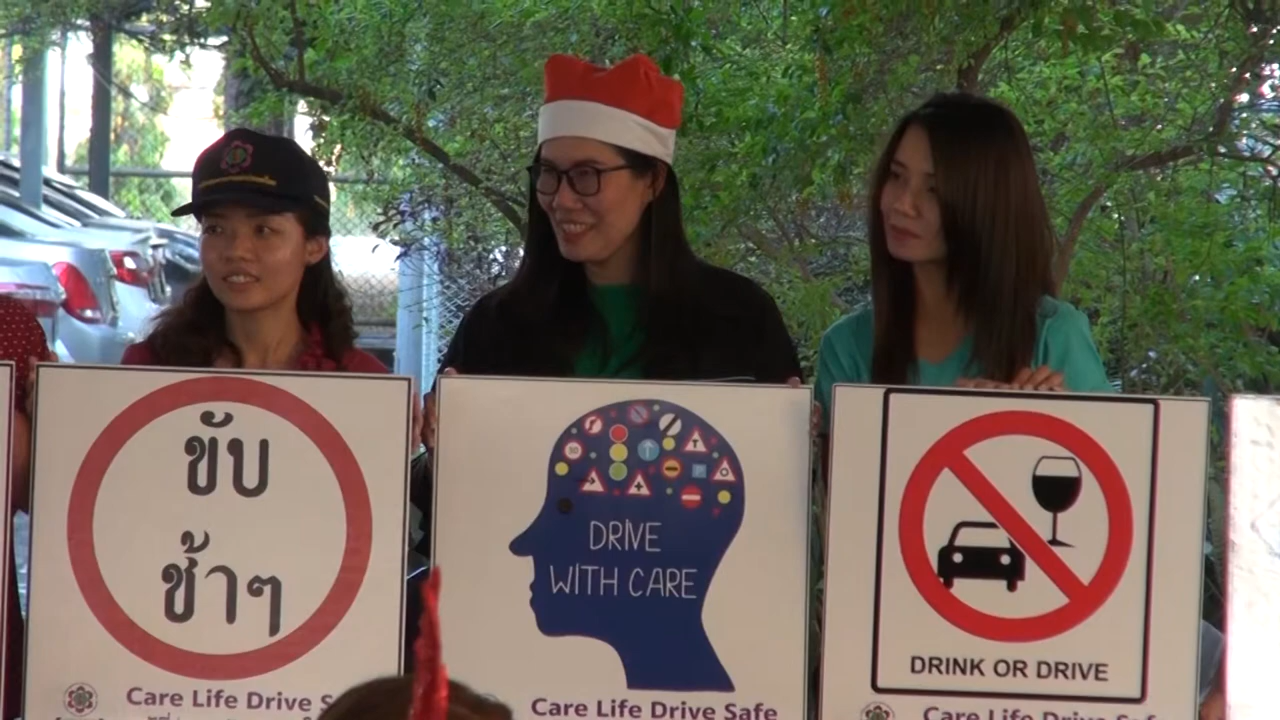 ขับ
ช้าๆ
Care Life Drive
DRIVE
WITH CARE
Care Life Drive Safe
DRINK OR DRIVE
Care Life Drive